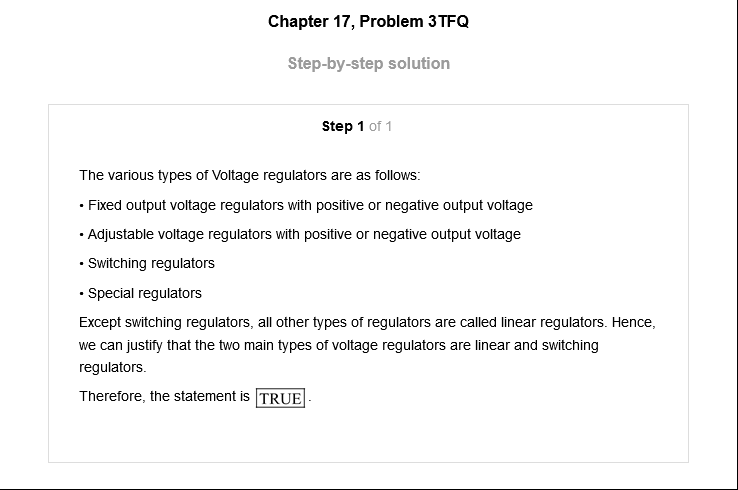 Chapter 17, Problem 3TFQ
Step-by-step solution
Step 1 of 1
The various types of Voltage regulators are as follows:
• Fixed output voltage regulators with positive or negative output voltage
• Adjustable voltage regulators with positive or negative output voltage
• Switching regulators
• Special regulators
Except switching regulators, all other types of regulators are called linear regulators. Hence,
we can justify that the two main types of voltage regulators are linear and switching
regulators.
Therefore, the statement is TRUE.